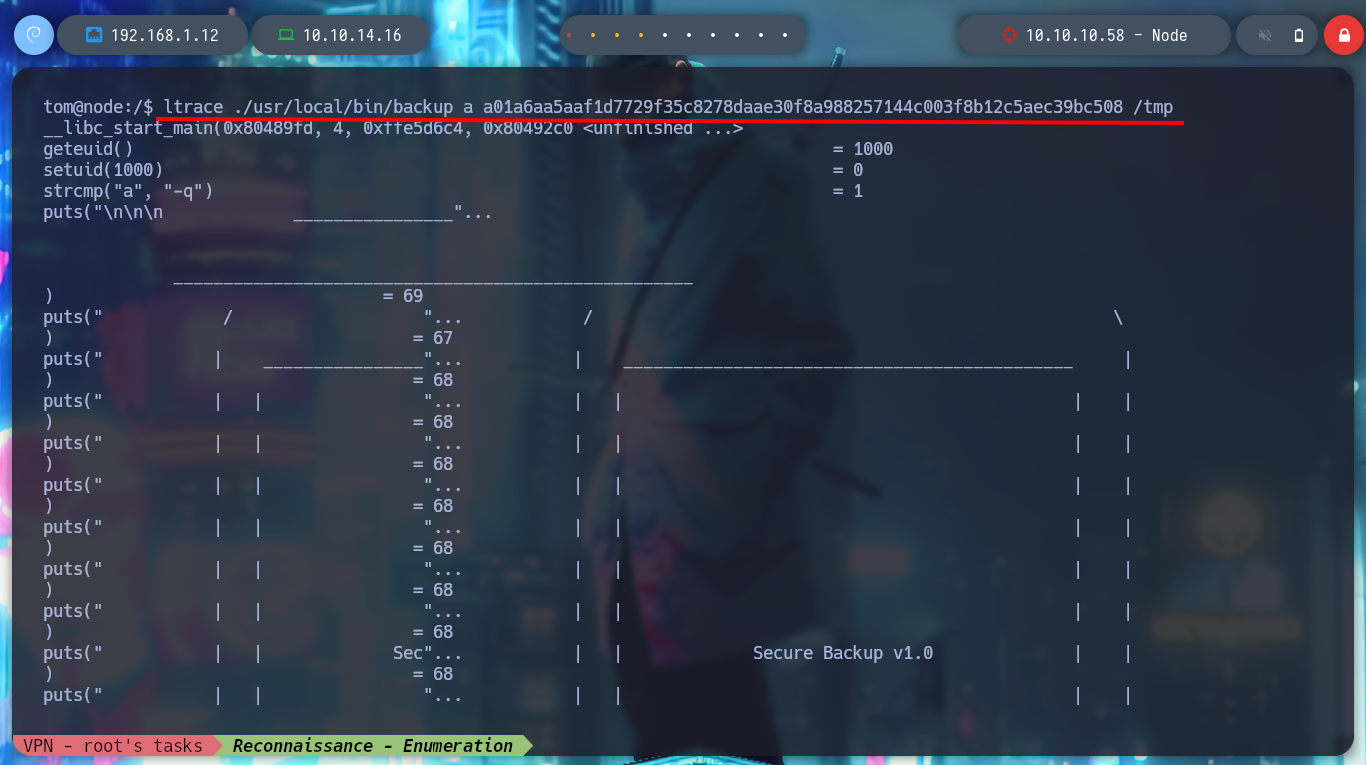 192.168.1.12 10.10.14.16 10.10.10.58 - Node
tom@node:/$ ltrace ./usr/local/bin/backup a a01a6aa5aaf1d7729f35c8278daae30f8a988257144c003f8b12c5aec39bc508 /tmp
__libc_start_main(0x80489fd, 4, 0xffe5d6c4, 0x80492c0 <unfinished ...>
geteuid() = 1000
setuid(1000) = 0
strcmp("a", "-q") = 1
puts("\n\n\n ________________"...
____________________________________________________
) = 69
puts(" / "... / \
) = 67
puts(" | ________________"... | _____________________________________________ |
) = 68
puts(" | | "... | | | |
) = 68
puts(" | | "... | | | |
) = 68
puts(" | | "... | | | |
) = 68
puts(" | | "... | | | |
) = 68
puts(" | | "... | | | |
) = 68
puts(" | | "... | | | |
) = 68
puts(" | | Sec"... | | Secure Backup v1.0 | |
) = 68
puts(" | | "... | | | |
VPN - root's tasks Reconnaissance - Enumeration